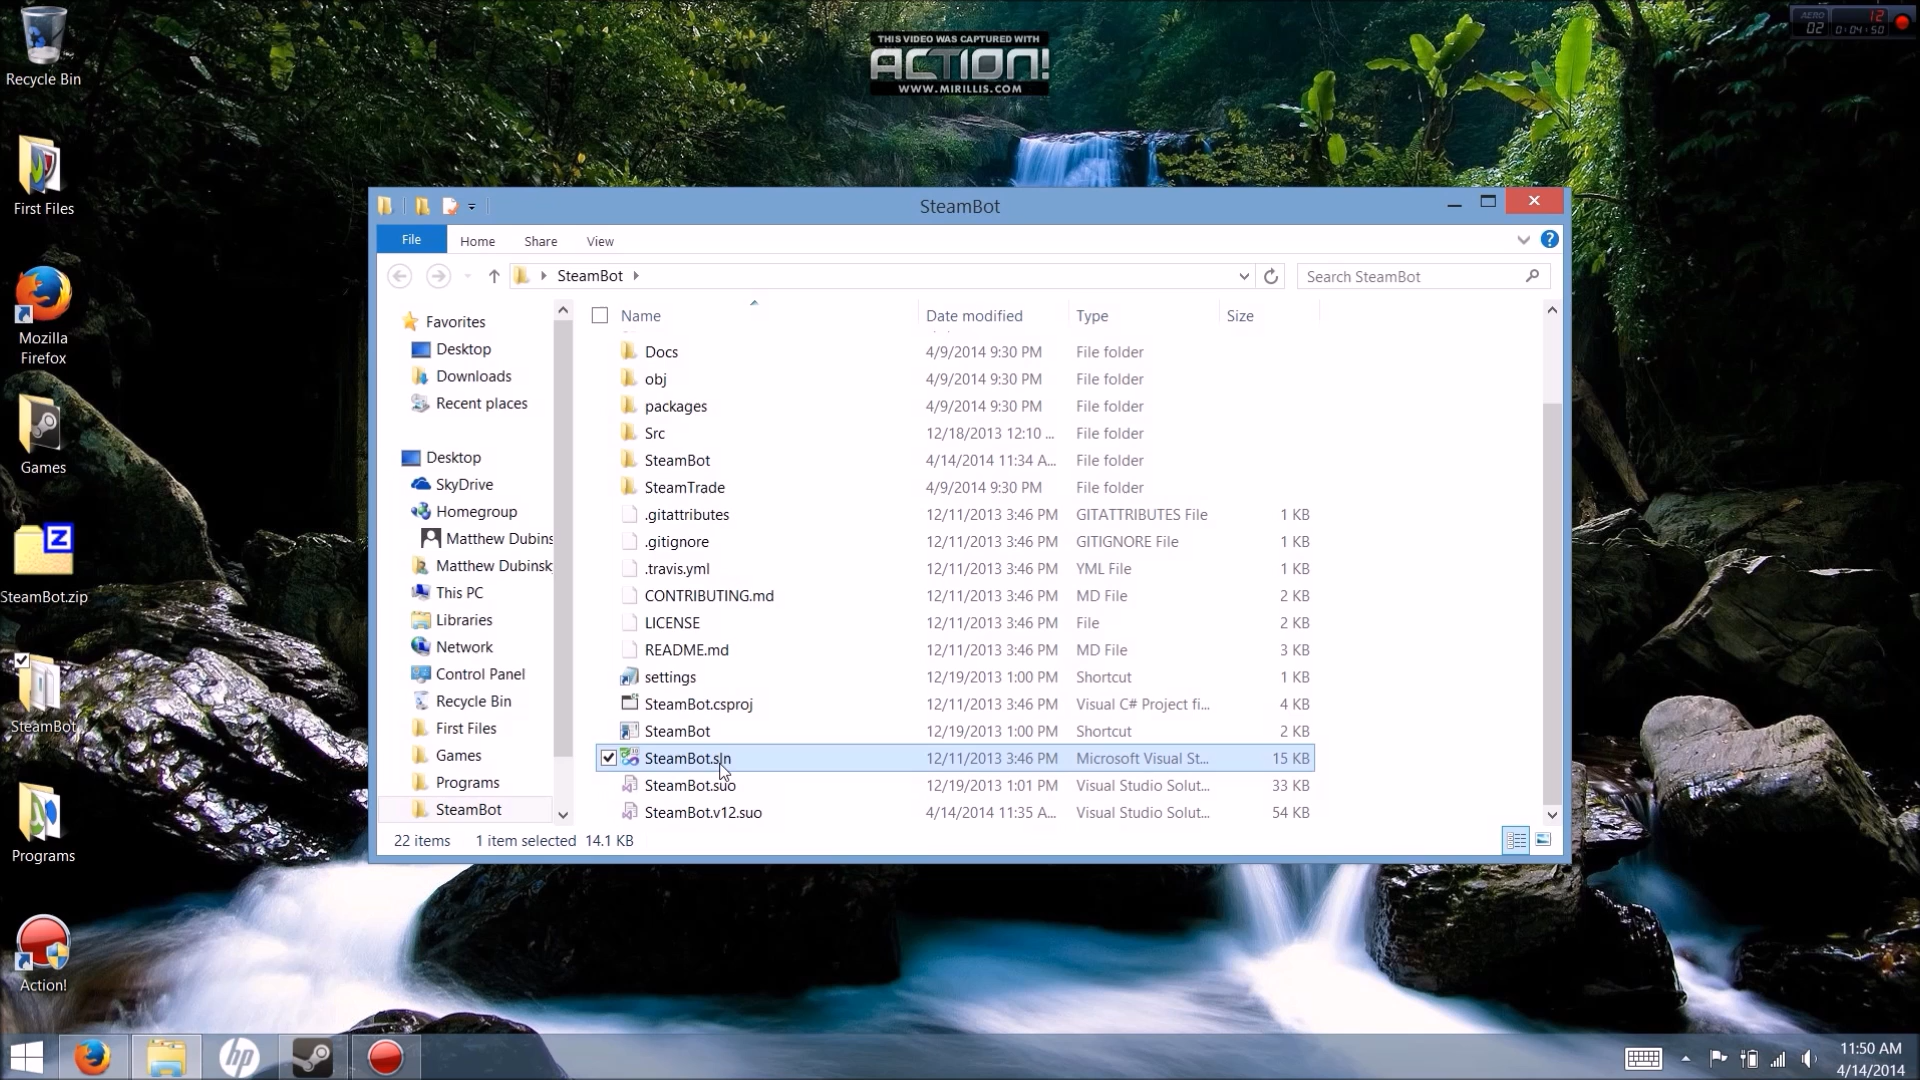 Recycle Bin
First Files
Mozilla
Firefox
Games
SteamBot.zip
SteamBot
Programs
Action!
THIS VIDEO WAS CAPTURED WITH
ACTION!
WWW.MIRILLIS.COM
AERO
02
12
0:04:50
SteamBot
File
Home
Share
View
SteamBot
Search SteamBot
Favorites
Desktop
Downloads
Recent places
Desktop
SkyDrive
Homegroup
Matthew Dubins
Matthew Dubinsk
This PC
Libraries
Network
Control Panel
Recycle Bin
First Files
Games
Programs
SteamBot
Name Date modified Type Size
Docs 4/9/2014 9:30 PM File folder
obj 4/9/2014 9:30 PM File folder
packages 4/9/2014 9:30 PM File folder
Src 12/18/2013 12:10 ... File folder
SteamBot 4/14/2014 11:34 A... File folder
SteamTrade 4/9/2014 9:30 PM File folder
.gitattributes 12/11/2013 3:46 PM GITATTRIBUTES File 1 KB
.gitignore 12/11/2013 3:46 PM GITIGNORE File 1 KB
.travis.yml 12/11/2013 3:46 PM YML File 1 KB
CONTRIBUTING.md 12/11/2013 3:46 PM MD File 2 KB
LICENSE 12/11/2013 3:46 PM File 2 KB
README.md 12/11/2013 3:46 PM MD File 3 KB
settings 12/19/2013 1:00 PM Shortcut 1 KB
SteamBot.csproj 12/11/2013 3:46 PM Visual C# Project fi... 4 KB
SteamBot 12/19/2013 1:00 PM Shortcut 2 KB
SteamBot.sln 12/11/2013 3:46 PM Microsoft Visual St... 15 KB
SteamBot.suo 12/19/2013 1:01 PM Visual Studio Solut... 33 KB
SteamBot.v12.suo 4/14/2014 11:35 A... Visual Studio Solut... 54 KB
22 items 1 item selected 14.1 KB
hp
11:50 AM
4/14/2014